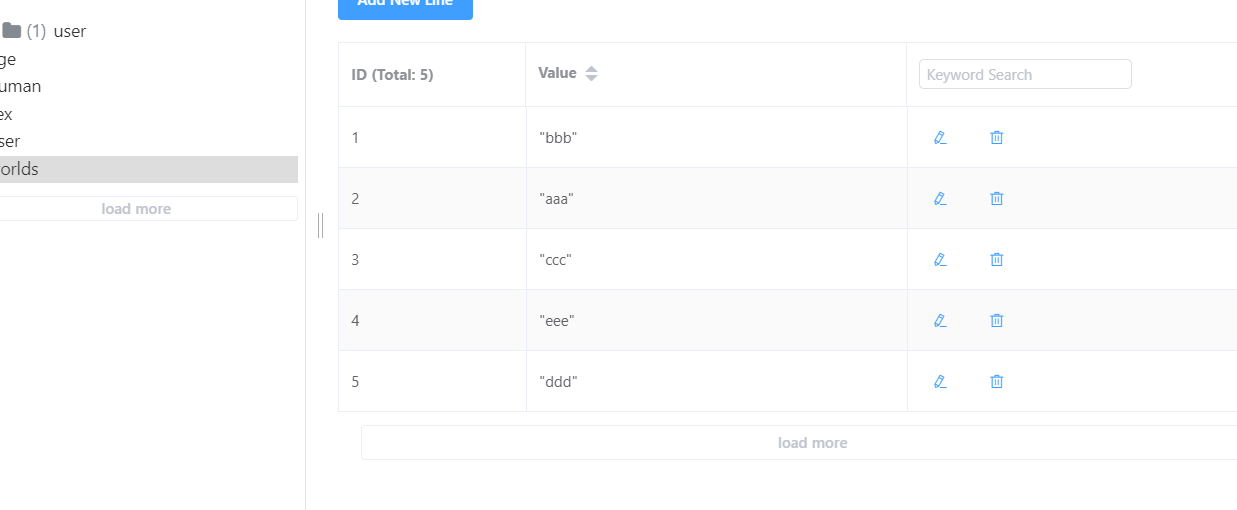 Add New Line
(1) user
ge
uman
ex
ser
orlds
load more
ID (Total: 5) Value Keyword Search
1 "bbb"
2 "aaa"
3 "ccc"
4 "eee"
5 "ddd"
load more